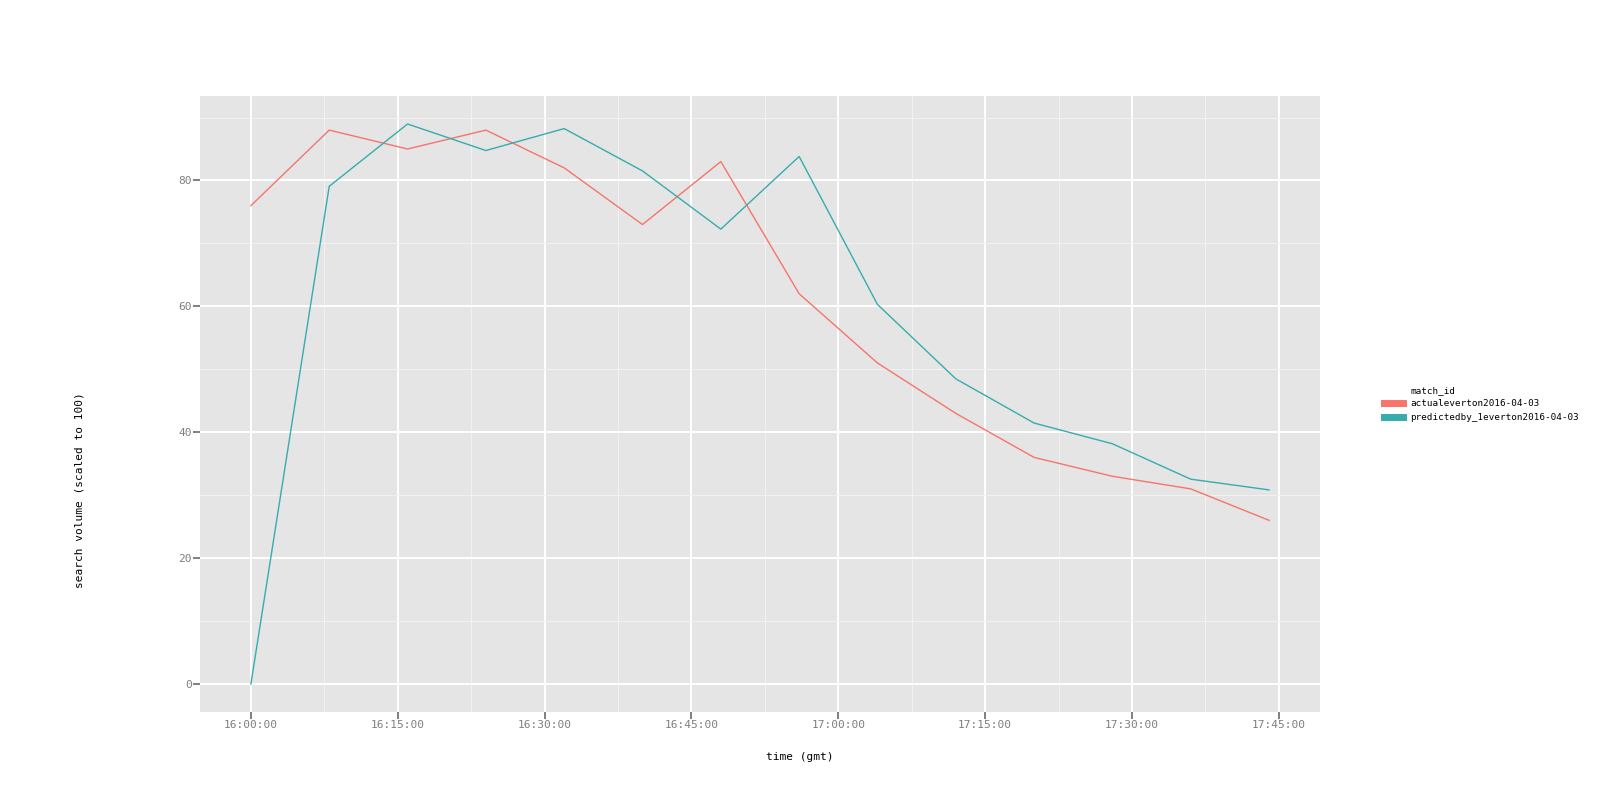 80
60
40
20
0
search volume (scaled to 100)
16:00:00 16:15:00 16:30:00 16:45:00 17:00:00 17:15:00 17:30:00 17:45:00
time (gmt)
match_id
actualeverton2016-04-03
predictedby_1everton2016-04-03